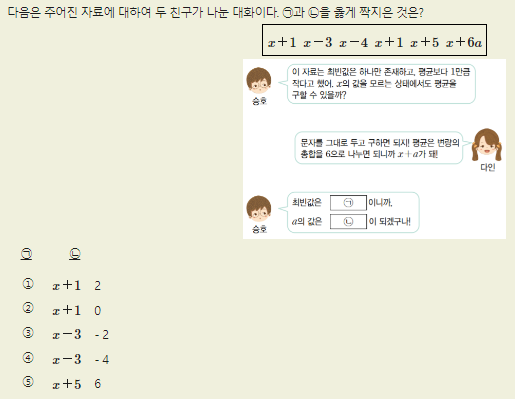 다음은 주어진 자료에 대하여 두 친구가 나눈 대화이다. ㉠과 ㉡을 옳게 짝지은 것은?
x+1 x−3 x−4 x+1 x+5 x+6a
이 자료는 최빈값은 하나만 존재하고, 평균보다 1만큼
작다고 했어. x의 값을 모르는 상태에서도 평균을
구할 수 있을까?
승호
문자를 그대로 두고 구하면 되지! 평균은 변량의
총합을 6으로 나누면 되니까 x+a가 돼!
다인
최빈값은 ㉠ 이니까,
a의 값은 ㉡ 이 되겠구나!
승호
㉠ ㉡
① x+1 2
② x+1 0
③ x−3 - 2
④ x−3 - 4
⑤ x+5 6